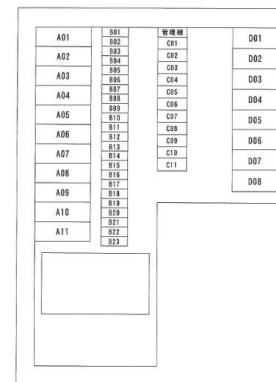 A01
A02
A03
A04
A05
A06
A07
A08
A09
A10
A11
B01
B02
B03
B04
B05
B06
B07
B08
B09
B10
B11
B12
B13
B14
B15
B16
B17
B18
B19
B20
B21
B22
B23
管理棟
C01
C02
C03
C04
C05
C06
C07
C08
C09
C10
C11
D01
D02
D03
D04
D05
D06
D07
D08